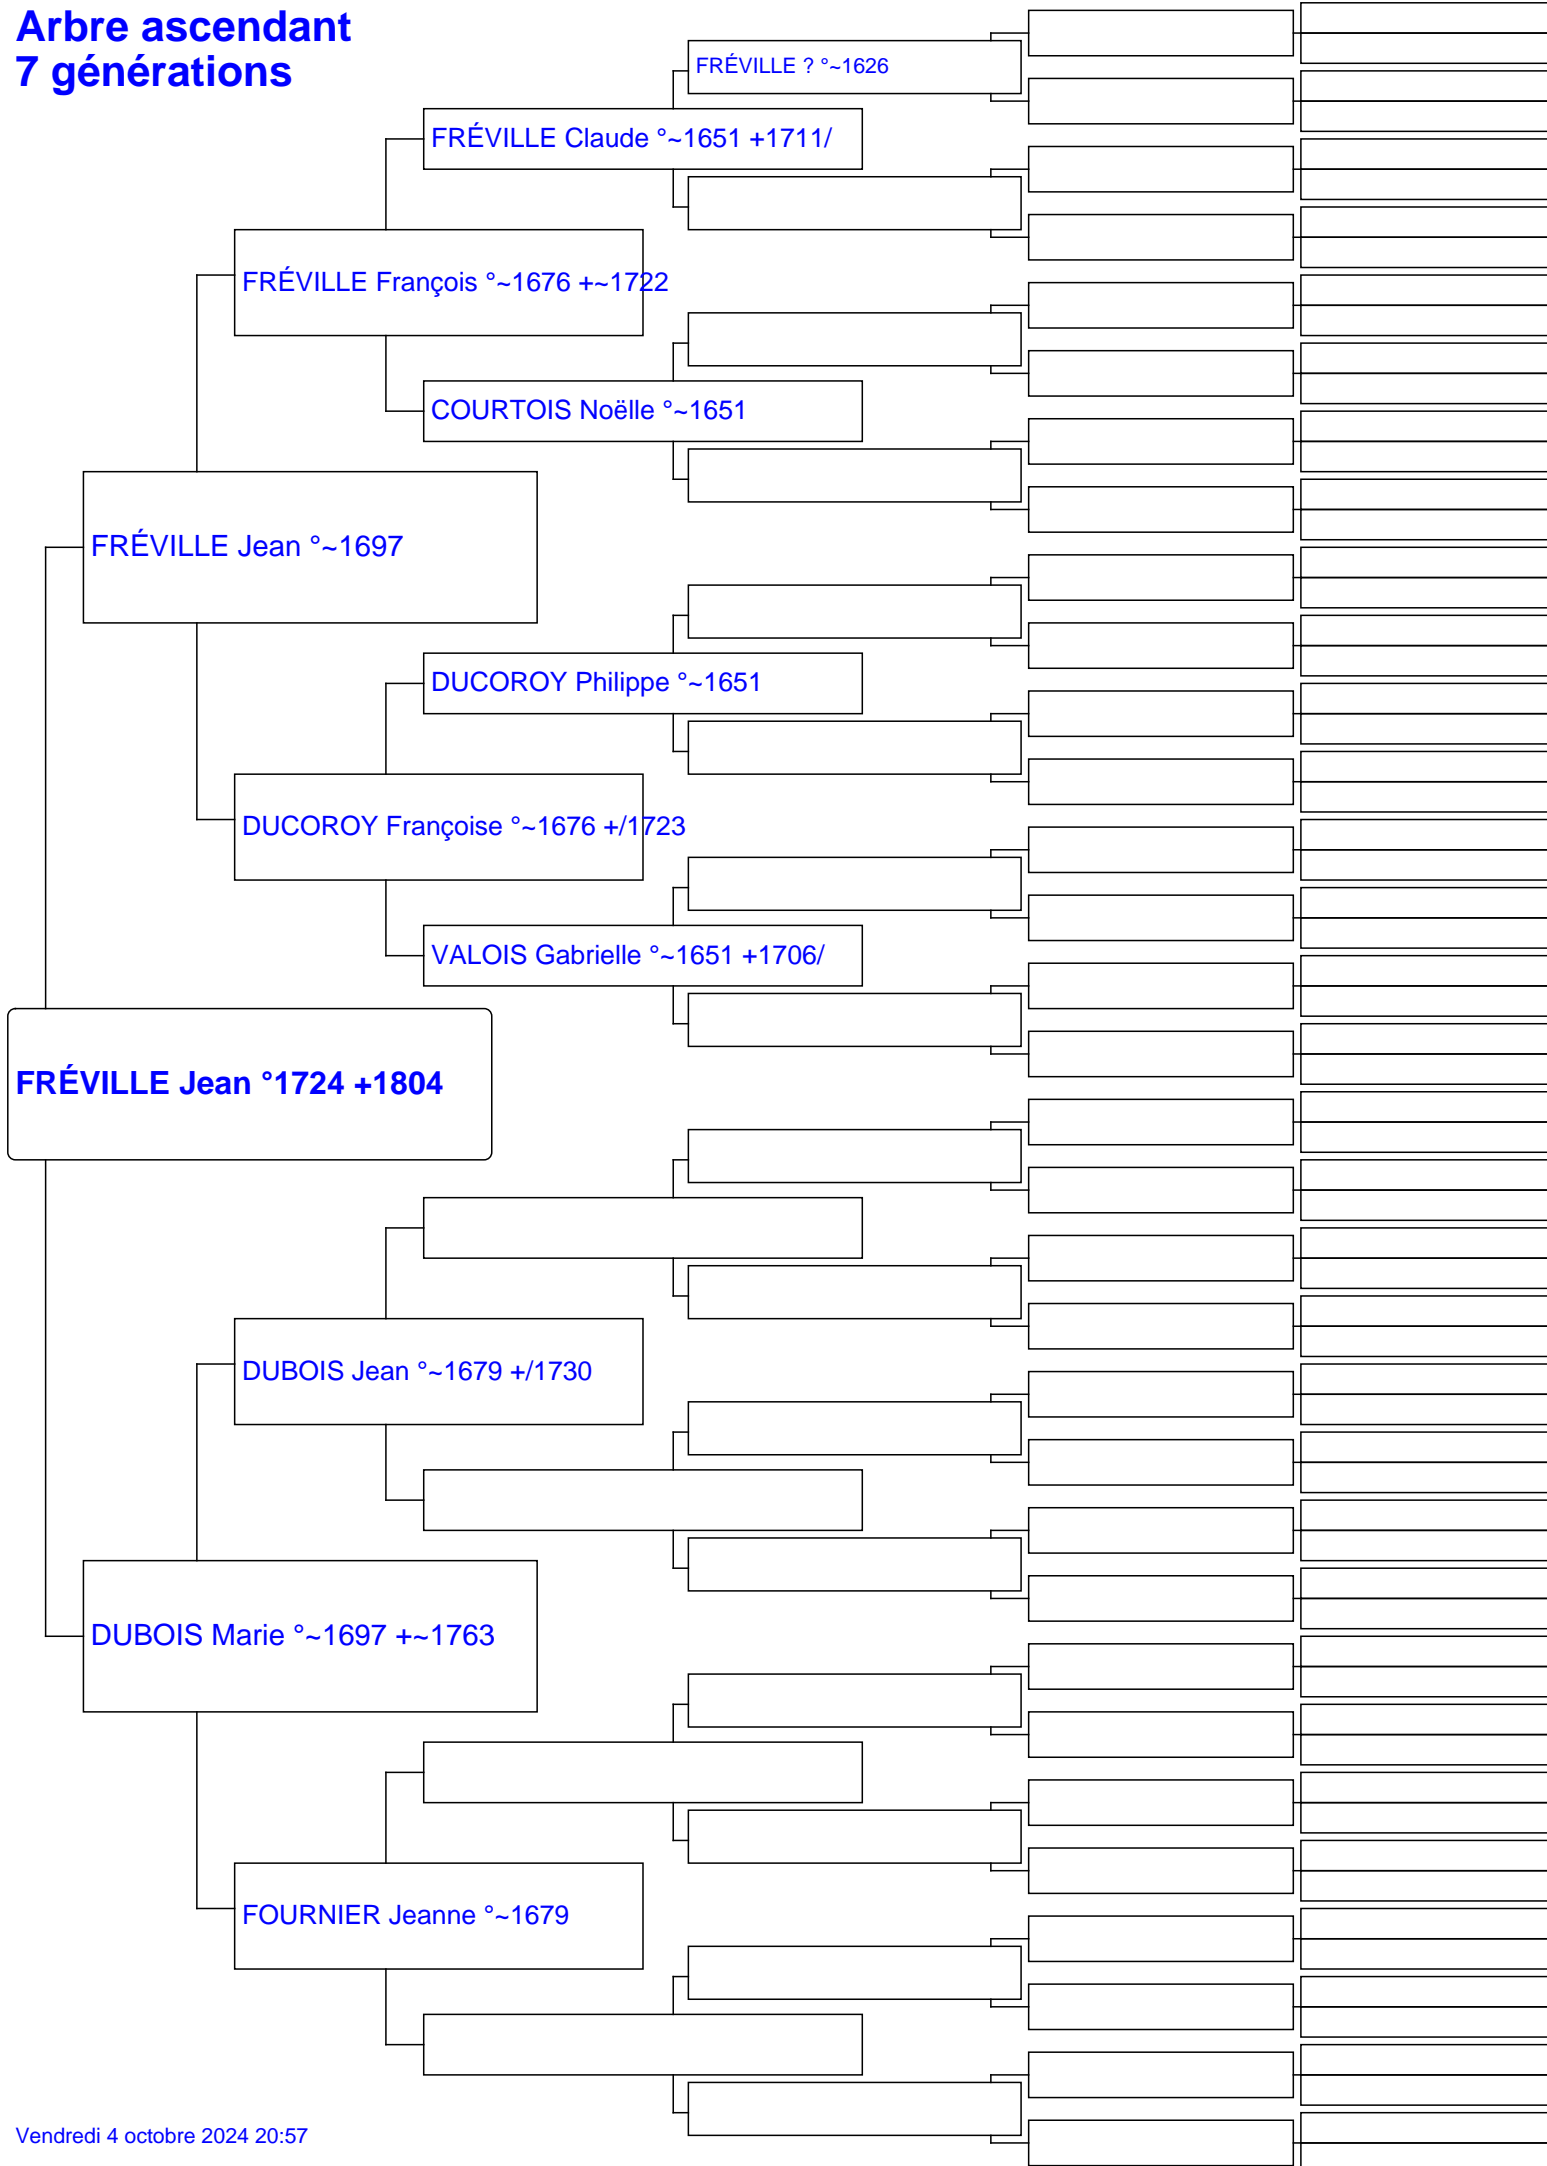 Arbre ascendant
7 générations
FRÉVILLE ? °~1626
FRÉVILLE Claude °~1651 +1711/
FRÉVILLE François °~1676 +~1722
COURTOIS Noëlle °~1651
FRÉVILLE Jean °~1697
DUCOROY Philippe °~1651
DUCOROY Françoise °~1676 +/1723
VALOIS Gabrielle °~1651 +1706/
FRÉVILLE Jean °1724 +1804
DUBOIS Jean °~1679 +/1730
DUBOIS Marie °~1697 +~1763
FOURNIER Jeanne °~1679
Vendredi 4 octobre 2024 20:57